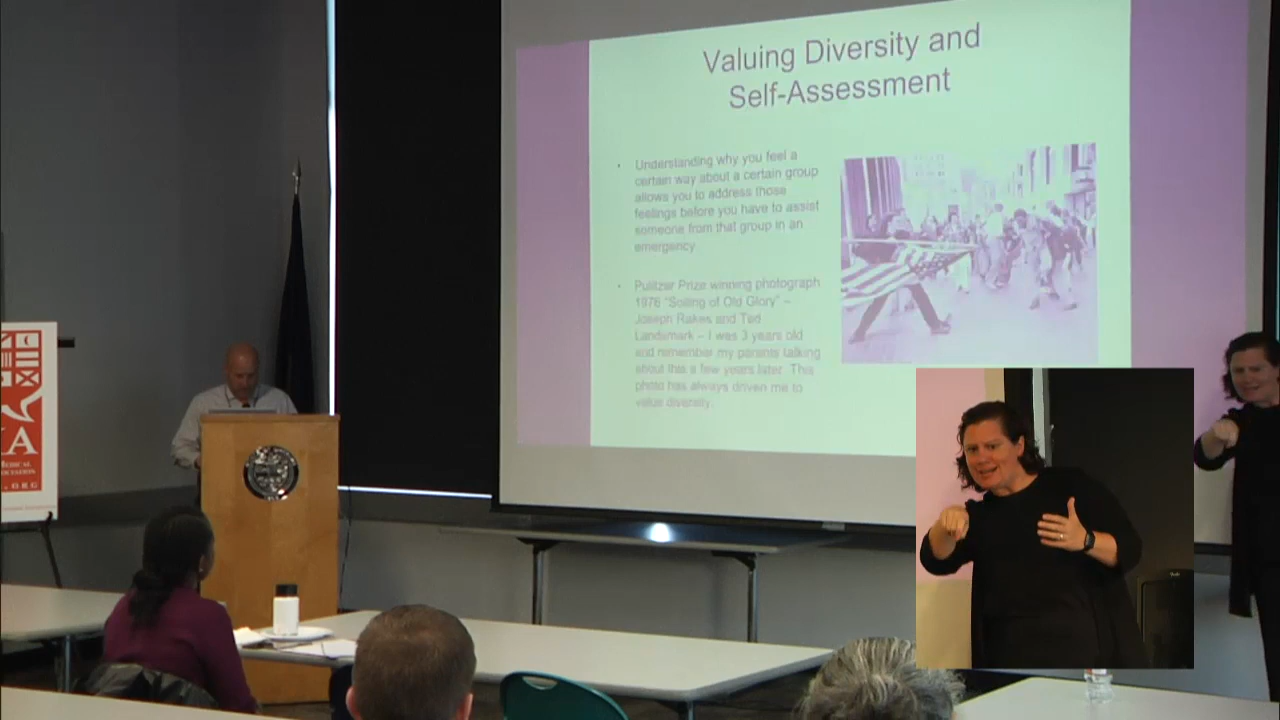 Valuing Diversity and
Self-Assessment
• Understanding why you feel a
certain way about a certain group
allows you to address those
feelings before you have to assist
someone from that group in an
emergency.
• Pulitzer Prize winning photograph
1976 "Soiling of Old Glory" –
Joseph Rakes and Ted
Landsmark – I was 3 years old
and remember my parents talking
about this a few years later. This
photo has always driven me to
value diversity.
A
.ORG